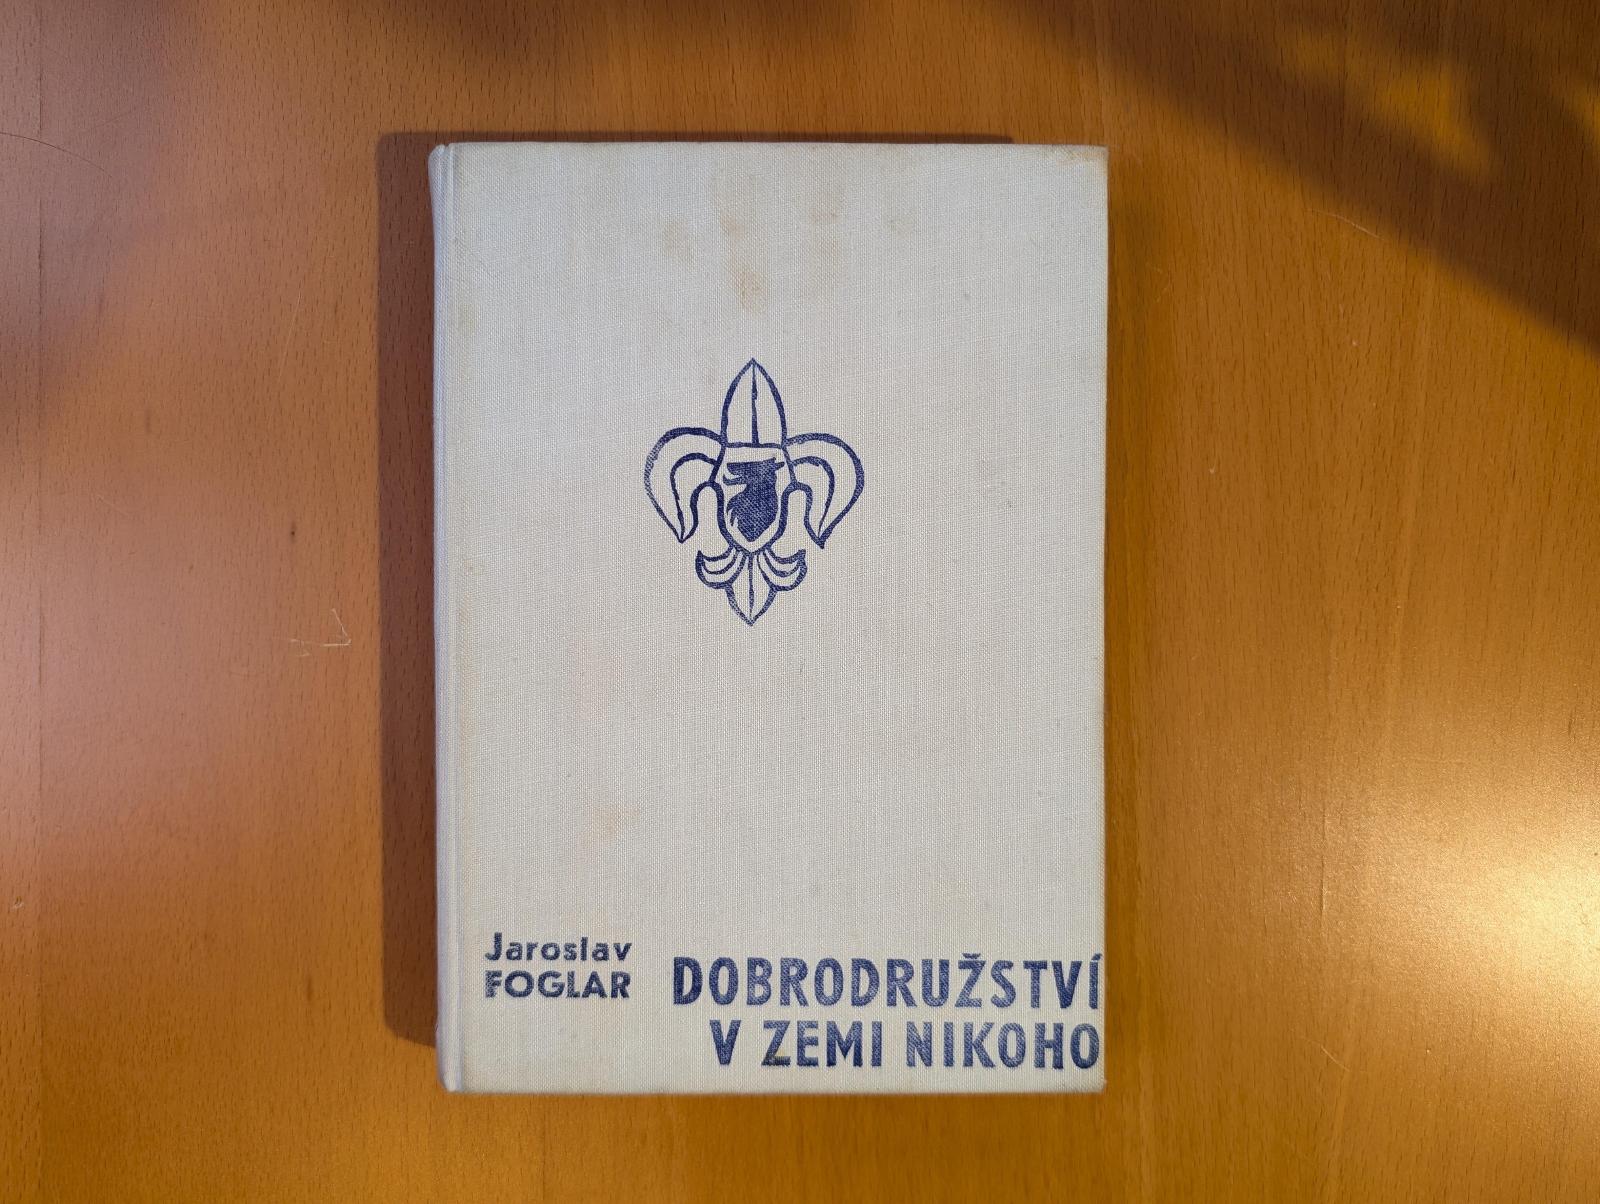 Jaroslav
FOGLAR
DOBRODRUŽSTVÍ
V ZEMI NIKOHO